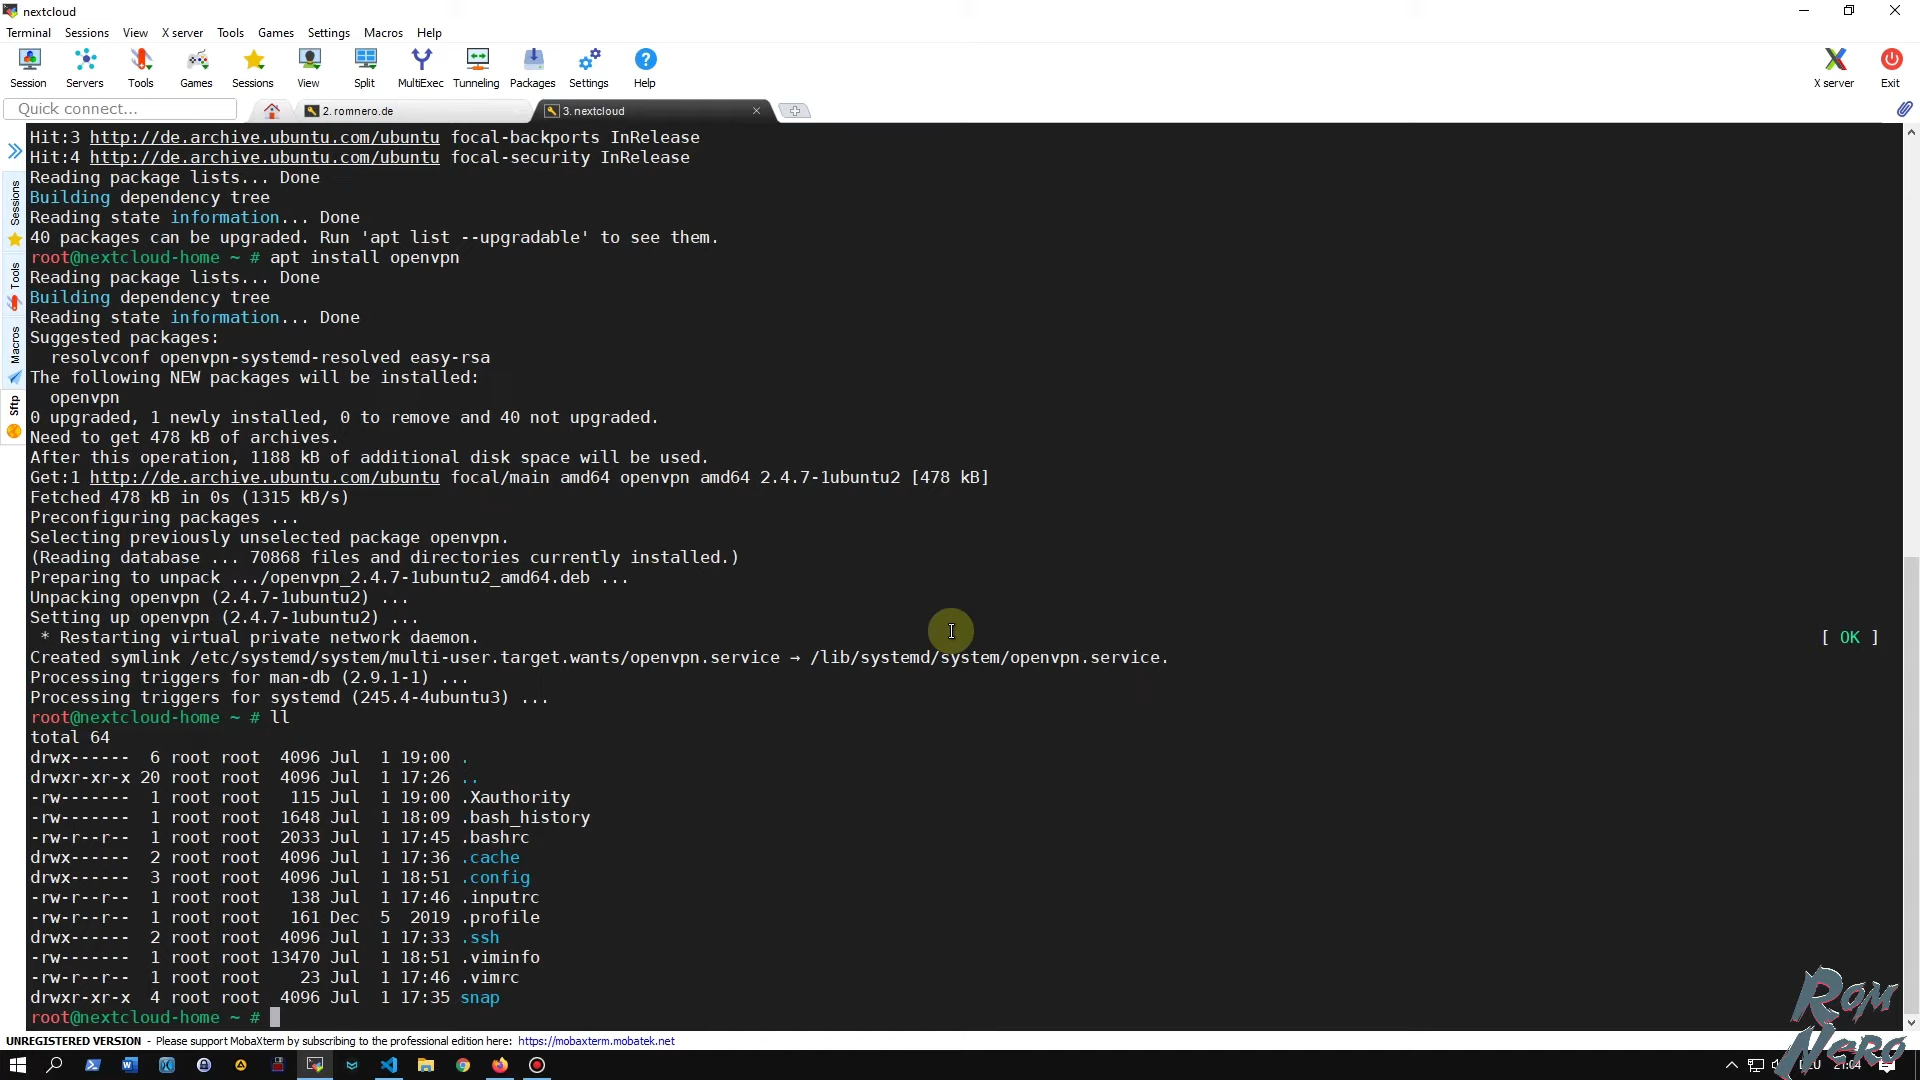 nextcloud
Terminal Sessions View X server Tools Games Settings Macros Help
Session Servers Tools Games Sessions View Split MultiExec Tunneling Packages Settings Help X server Exit
Quick connect... 2. romnero.de 3. nextcloud
Sessions
Tools
Macros
Sftp
Hit:3 http://de.archive.ubuntu.com/ubuntu focal-backports InRelease
Hit:4 http://de.archive.ubuntu.com/ubuntu focal-security InRelease
Reading package lists... Done
Building dependency tree
Reading state information... Done
40 packages can be upgraded. Run 'apt list --upgradable' to see them.
root@nextcloud-home ~ # apt install openvpn
Reading package lists... Done
Building dependency tree
Reading state information... Done
Suggested packages:
  resolvconf openvpn-systemd-resolved easy-rsa
The following NEW packages will be installed:
  openvpn
0 upgraded, 1 newly installed, 0 to remove and 40 not upgraded.
Need to get 478 kB of archives.
After this operation, 1188 kB of additional disk space will be used.
Get:1 http://de.archive.ubuntu.com/ubuntu focal/main amd64 openvpn amd64 2.4.7-1ubuntu2 [478 kB]
Fetched 478 kB in 0s (1315 kB/s)
Preconfiguring packages ...
Selecting previously unselected package openvpn.
(Reading database ... 70868 files and directories currently installed.)
Preparing to unpack .../openvpn_2.4.7-1ubuntu2_amd64.deb ...
Unpacking openvpn (2.4.7-1ubuntu2) ...
Setting up openvpn (2.4.7-1ubuntu2) ...
 * Restarting virtual private network daemon. [ OK ]
Created symlink /etc/systemd/system/multi-user.target.wants/openvpn.service → /lib/systemd/system/openvpn.service.
Processing triggers for man-db (2.9.1-1) ...
Processing triggers for systemd (245.4-4ubuntu3) ...
root@nextcloud-home ~ # ll
total 64
drwx------  6 root root  4096 Jul  1 19:00 .
drwxr-xr-x 20 root root  4096 Jul  1 17:26 ..
-rw-------  1 root root   115 Jul  1 19:00 .Xauthority
-rw-------  1 root root  1648 Jul  1 18:09 .bash_history
-rw-r--r--  1 root root  2033 Jul  1 17:45 .bashrc
drwx------  2 root root  4096 Jul  1 17:36 .cache
drwx------  3 root root  4096 Jul  1 18:51 .config
-rw-r--r--  1 root root   138 Jul  1 17:46 .inputrc
-rw-r--r--  1 root root   161 Dec  5  2019 .profile
drwx------  2 root root  4096 Jul  1 17:33 .ssh
-rw-------  1 root root 13470 Jul  1 18:51 .viminfo
-rw-r--r--  1 root root    23 Jul  1 17:46 .vimrc
drwxr-xr-x  4 root root  4096 Jul  1 17:35 snap
root@nextcloud-home ~ #
UNREGISTERED VERSION - Please support MobaXterm by subscribing to the professional edition here: https://mobaxterm.mobatek.net
21:04
Rom
Nero